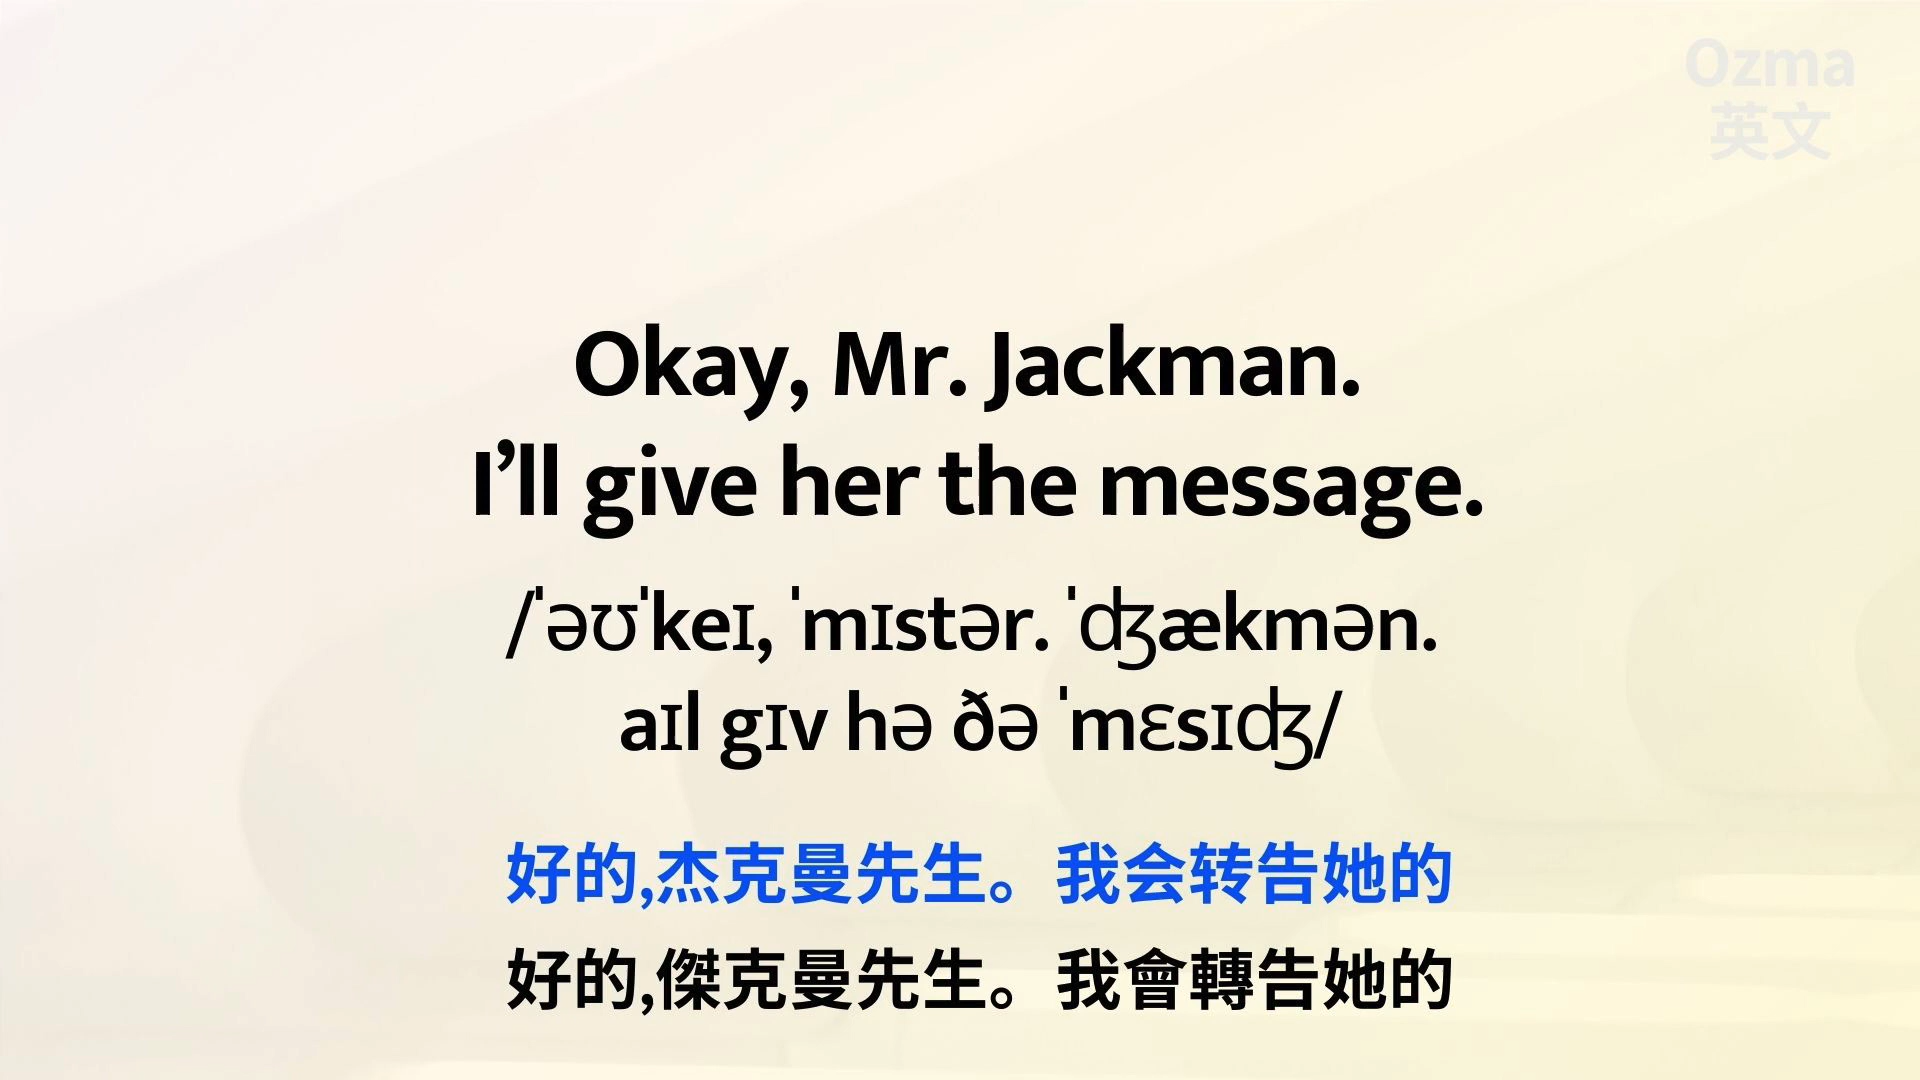 Ozma
英文
Okay, Mr. Jackman.
I’ll give her the message.
/ˈəʊˈkeɪ, ˈmɪstər. ˈʤækmən.
aɪl gɪv hə ðə ˈmɛsɪʤ/
好的,杰克曼先生。我会转告她的
好的,傑克曼先生。我會轉告她的